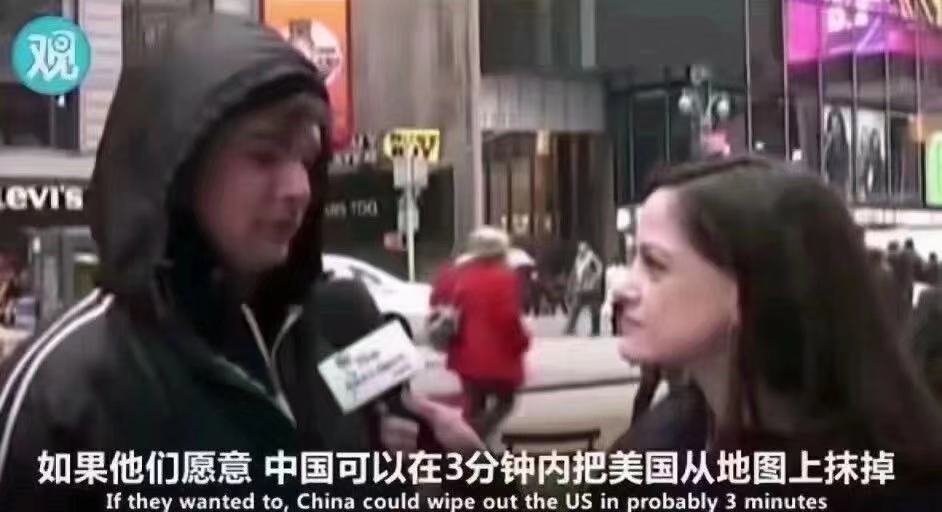 观
LEVI'S
如果他们愿意 中国可以在3分钟内把美国从地图上抹掉
If they wanted to, China could wipe out the US in probably 3 minutes